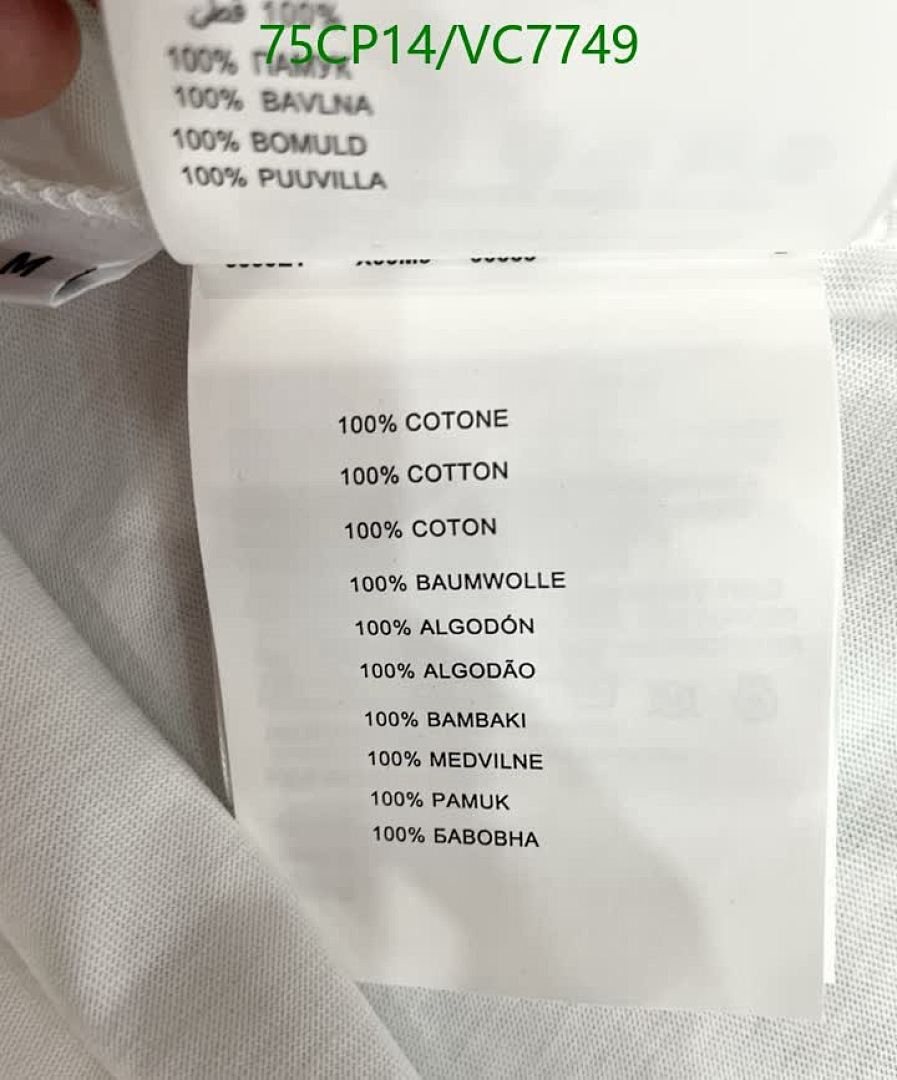 75CP14/VC7749
100% قطن
100% ПАМУК
100% BAVLNA
100% BOMULD
100% PUUVILLA
M
100% COTONE
100% COTTON
100% COTON
100% BAUMWOLLE
100% ALGODÓN
100% ALGODÃO
100% BAMBAKI
100% MEDVILNE
100% PAMUK
100% БАВОВНА